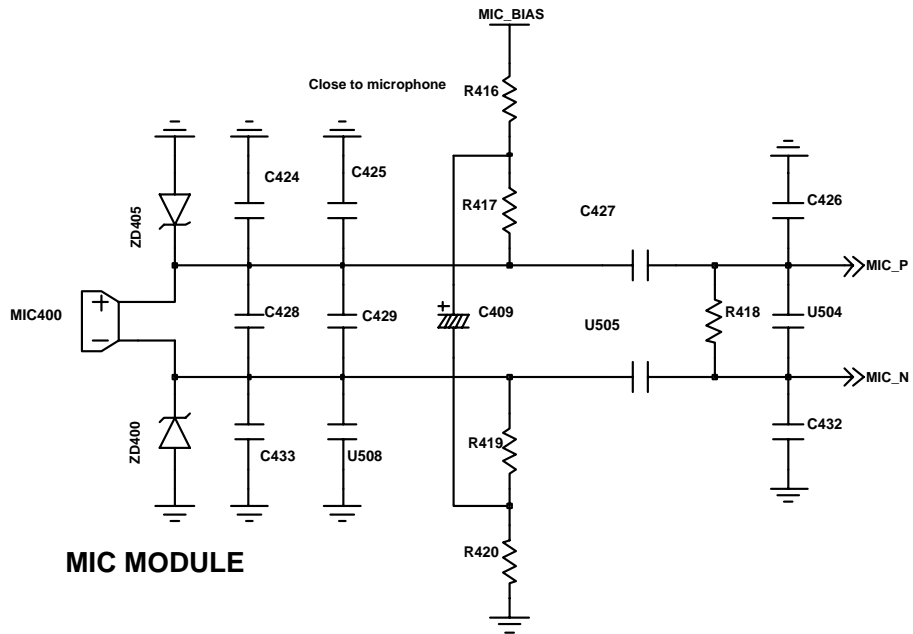 MIC_BIAS
Close to microphone
R416
C424
C425
ZD405
R417
C427
C426
MIC_P
MIC400
+
−
C428
C429
+
C409
U505
R418
U504
MIC_N
ZD400
C433
U508
R419
C432
R420
MIC MODULE